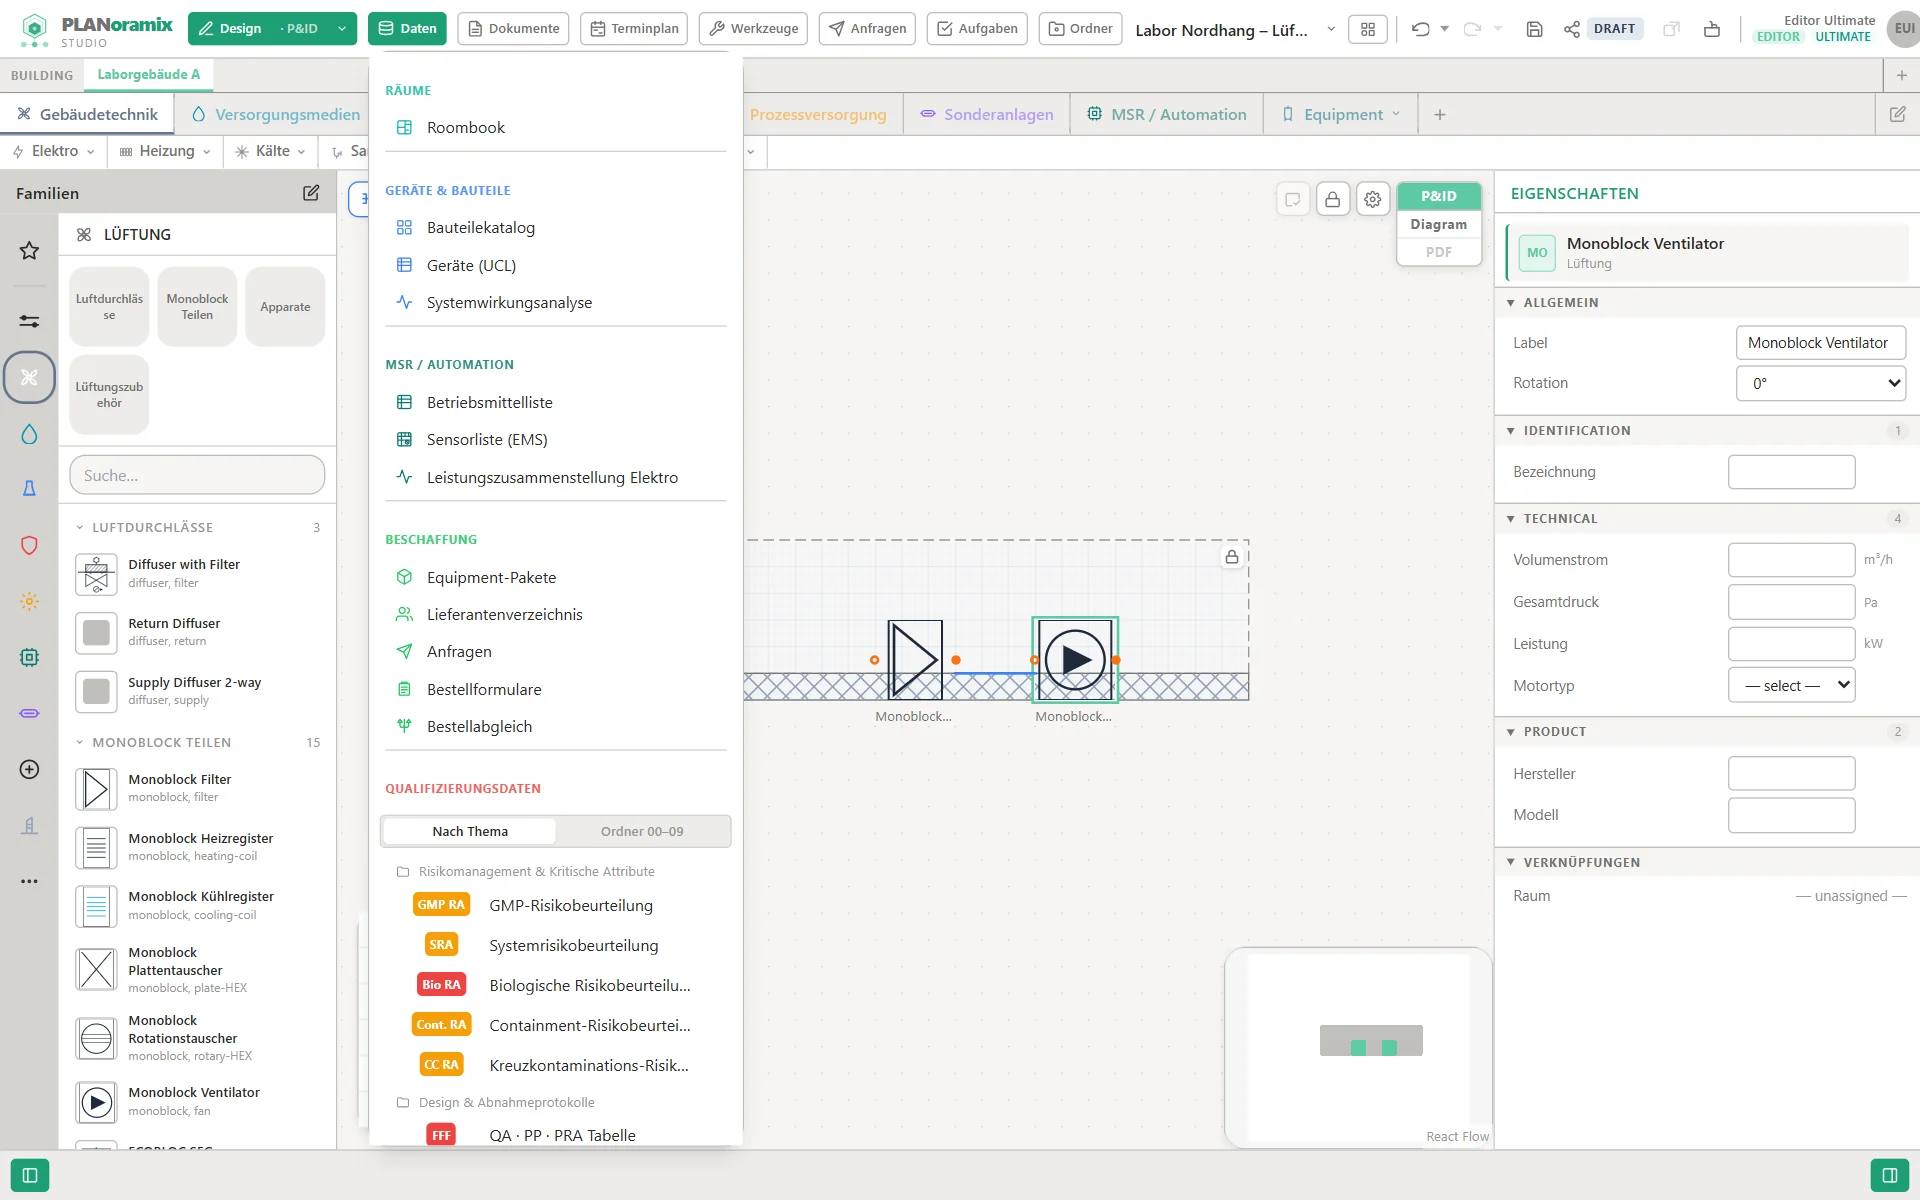 PLANoramix
STUDIO
Design · P&ID
Daten
Dokumente
Terminplan
Werkzeuge
Anfragen
Aufgaben
Ordner
Labor Nordhang – Lüf...
DRAFT
Editor Ultimate
EDITOR ULTIMATE
EUI
BUILDING
Laborgebäude A
Gebäudetechnik
Versorgungsmedien
Prozessversorgung
Sonderanlagen
MSR / Automation
Equipment
Elektro
Heizung
Kälte
Familien
LÜFTUNG
Luftdurchläs
se
Monoblock
Teilen
Apparate
Lüftungszub
ehör
Suche...
LUFTDURCHLÄSSE 3
Diffuser with Filter
diffuser, filter
Return Diffuser
diffuser, return
Supply Diffuser 2-way
diffuser, supply
MONOBLOCK TEILEN 15
Monoblock Filter
monoblock, filter
Monoblock Heizregister
monoblock, heating-coil
Monoblock Kühlregister
monoblock, cooling-coil
Monoblock
Plattentauscher
monoblock, plate-HEX
Monoblock
Rotationstauscher
monoblock, rotary-HEX
Monoblock Ventilator
monoblock, fan
RÄUME
Roombook
GERÄTE & BAUTEILE
Bauteilekatalog
Geräte (UCL)
Systemwirkungsanalyse
MSR / AUTOMATION
Betriebsmittelliste
Sensorliste (EMS)
Leistungszusammenstellung Elektro
BESCHAFFUNG
Equipment-Pakete
Lieferantenverzeichnis
Anfragen
Bestellformulare
Bestellabgleich
QUALIFIZIERUNGSDATEN
Nach Thema
Ordner 00–09
Risikomanagement & Kritische Attribute
GMP RA GMP-Risikobeurteilung
SRA Systemrisikobeurteilung
Bio RA Biologische Risikobeurteilu...
Cont. RA Containment-Risikobeurtei...
CC RA Kreuzkontaminations-Risik...
Design & Abnahmeprotokolle
FFF QA · PP · PRA Tabelle
P&ID
Diagram
PDF
Monoblock...
Monoblock...
React Flow
EIGENSCHAFTEN
MO
Monoblock Ventilator
Lüftung
ALLGEMEIN
Label Monoblock Ventilator
Rotation 0°
IDENTIFICATION 1
Bezeichnung
TECHNICAL 4
Volumenstrom m³/h
Gesamtdruck Pa
Leistung kW
Motortyp — select —
PRODUCT 2
Hersteller
Modell
VERKNÜPFUNGEN
Raum — unassigned —